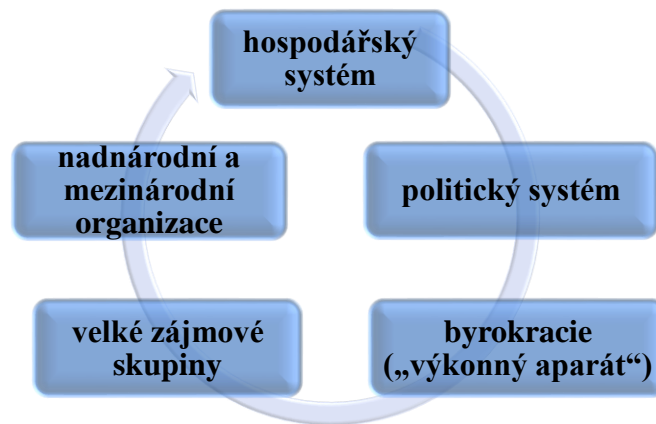 hospodářský
systém
politický systém
byrokracie
(„výkonný aparát“)
velké zájmové
skupiny
nadnárodní a
mezinárodní
organizace